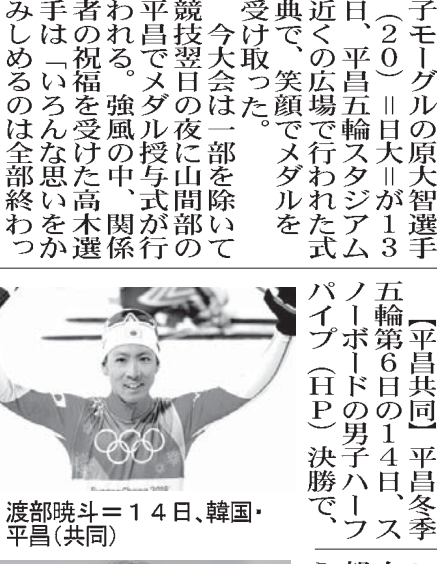 子モーグルの原大智選手
（２０）＝日大＝が１３
日、平昌五輪スタジアム
近くの広場で行われた式
典で、笑顔でメダルを
受け取った。
今大会は一部を除いて
競技翌日の夜に山間部の
平昌でメダル授与式が行
われる。強風の中、関係
者の祝福を受けた高木選
手は「いろんな思いをか
みしめるのは全部終わっ
【平昌共同】平昌冬季
五輪第６日の１４日、ス
ノーボードの男子ハーフ
パイプ（ＨＰ）決勝で、
渡部暁斗＝１４日、韓国・
平昌（共同）